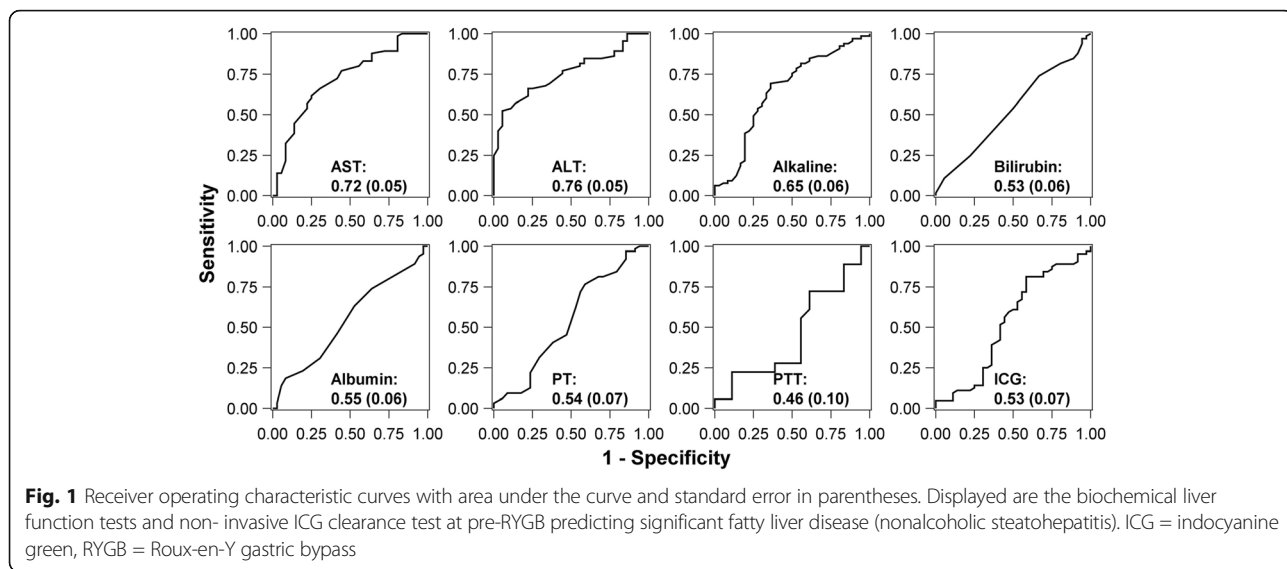 1.00
0.75
0.50
0.25
0.00
AST:
0.72 (0.05)
0.00 0.25 0.50 0.75 1.00
1.00
0.75
0.50
0.25
0.00
ALT:
0.76 (0.05)
0.00 0.25 0.50 0.75 1.00
1.00
0.75
0.50
0.25
0.00
Alkaline:
0.65 (0.06)
0.00 0.25 0.50 0.75 1.00
1.00
0.75
0.50
0.25
0.00
Bilirubin:
0.53 (0.06)
0.00 0.25 0.50 0.75 1.00
Sensitivity
1.00
0.75
0.50
0.25
0.00
Albumin:
0.55 (0.06)
0.00 0.25 0.50 0.75 1.00
1.00
0.75
0.50
0.25
0.00
PT:
0.54 (0.07)
0.00 0.25 0.50 0.75 1.00
1.00
0.75
0.50
0.25
0.00
PTT:
0.46 (0.10)
0.00 0.25 0.50 0.75 1.00
1.00
0.75
0.50
0.25
0.00
ICG:
0.53 (0.07)
0.00 0.25 0.50 0.75 1.00
1 - Specificity
Fig. 1 Receiver operating characteristic curves with area under the curve and standard error in parentheses. Displayed are the biochemical liver
function tests and non- invasive ICG clearance test at pre-RYGB predicting significant fatty liver disease (nonalcoholic steatohepatitis). ICG = indocyanine
green, RYGB = Roux-en-Y gastric bypass